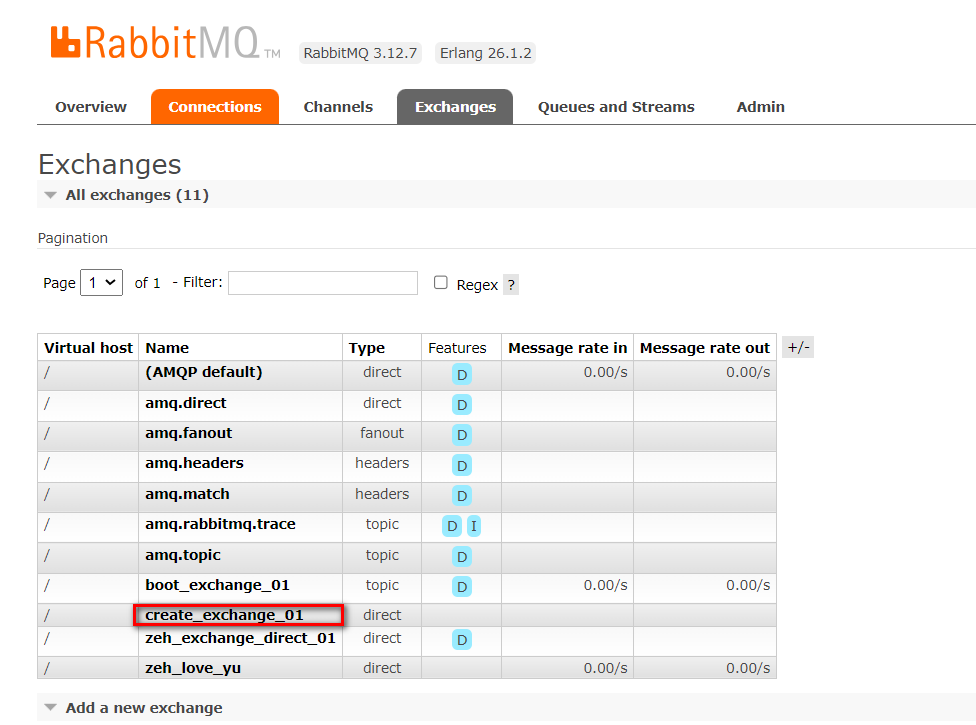 RabbitMQ TM RabbitMQ 3.12.7 Erlang 26.1.2
Overview Connections Channels Exchanges Queues and Streams Admin
Exchanges
All exchanges (11)
Pagination
Page 1 of 1 - Filter: Regex ?
Virtual host Name Type Features Message rate in Message rate out +/-
/ (AMQP default) direct D 0.00/s 0.00/s
/ amq.direct direct D
/ amq.fanout fanout D
/ amq.headers headers D
/ amq.match headers D
/ amq.rabbitmq.trace topic D I
/ amq.topic topic D
/ boot_exchange_01 topic D 0.00/s 0.00/s
/ create_exchange_01 direct
/ zeh_exchange_direct_01 direct D
/ zeh_love_yu direct 0.00/s 0.00/s
Add a new exchange